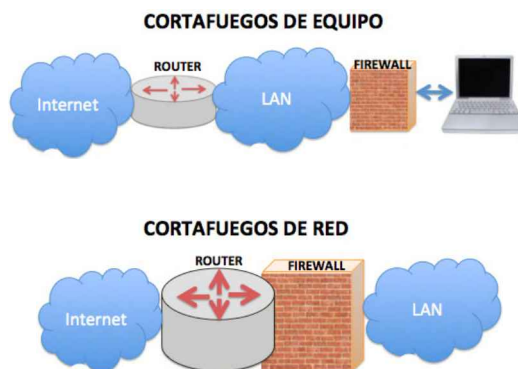 CORTAFUEGOS DE EQUIPO
ROUTER
FIREWALL
Internet
LAN
CORTAFUEGOS DE RED
ROUTER
FIREWALL
Internet
LAN